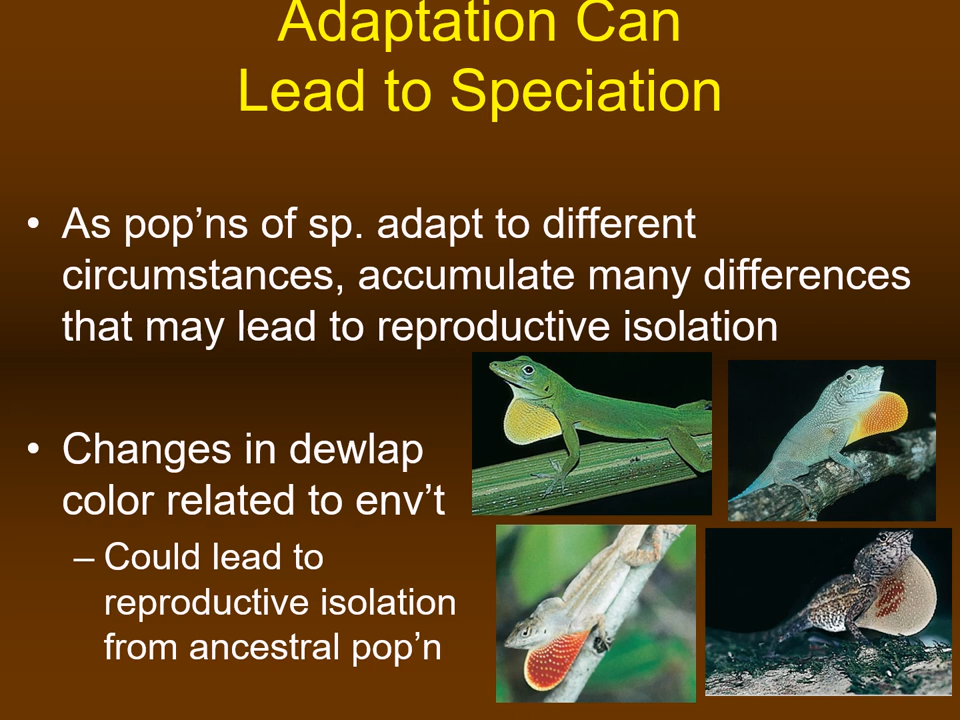 Adaptation Can
Lead to Speciation
• As pop’ns of sp. adapt to different
circumstances, accumulate many differences
that may lead to reproductive isolation
• Changes in dewlap
color related to env’t
– Could lead to
reproductive isolation
from ancestral pop’n